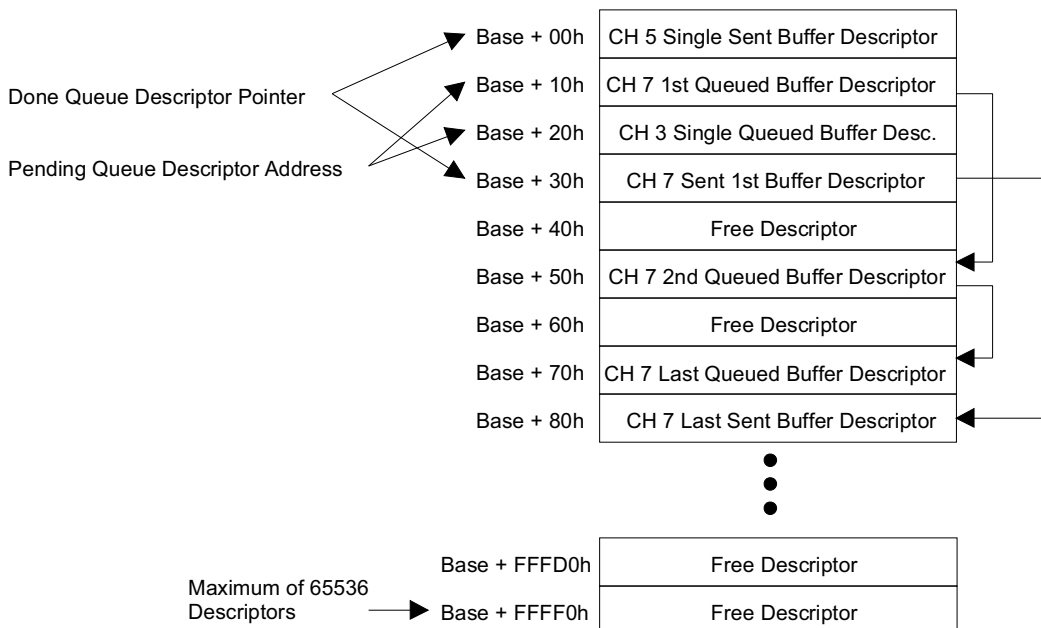 Base + 00h CH 5 Single Sent Buffer Descriptor
Done Queue Descriptor Pointer
Base + 10h CH 7 1st Queued Buffer Descriptor
Base + 20h CH 3 Single Queued Buffer Desc.
Pending Queue Descriptor Address
Base + 30h CH 7 Sent 1st Buffer Descriptor
Base + 40h Free Descriptor
Base + 50h CH 7 2nd Queued Buffer Descriptor
Base + 60h Free Descriptor
Base + 70h CH 7 Last Queued Buffer Descriptor
Base + 80h CH 7 Last Sent Buffer Descriptor
Base + FFFD0h Free Descriptor
Maximum of 65536
Descriptors
Base + FFFF0h Free Descriptor